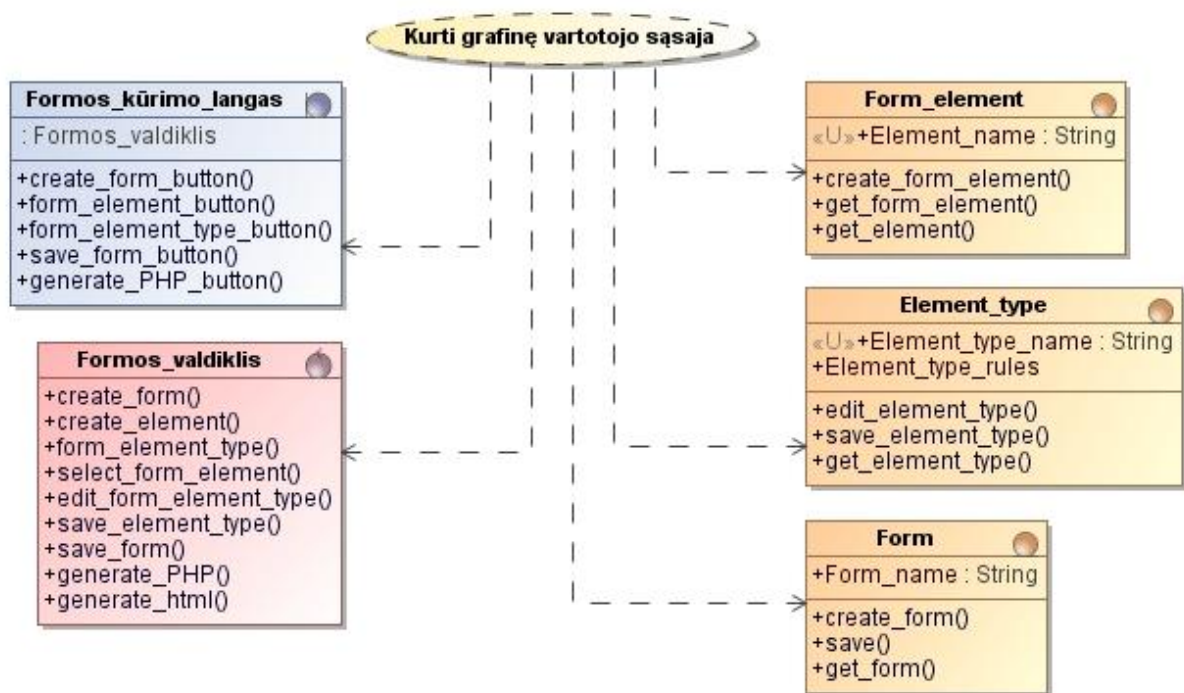 Kurti grafinę vartotojo sąsaja
Formos_kūrimo_langas
: Formos_valdiklis
+create_form_button()
+form_element_button()
+form_element_type_button()
+save_form_button()
+generate_PHP_button()
Formos_valdiklis
+create_form()
+create_element()
+form_element_type()
+select_form_element()
+edit_form_element_type()
+save_element_type()
+save_form()
+generate_PHP()
+generate_html()
Form_element
«U»+Element_name : String
+create_form_element()
+get_form_element()
+get_element()
Element_type
«U»+Element_type_name : String
+Element_type_rules
+edit_element_type()
+save_element_type()
+get_element_type()
Form
+Form_name : String
+create_form()
+save()
+get_form()